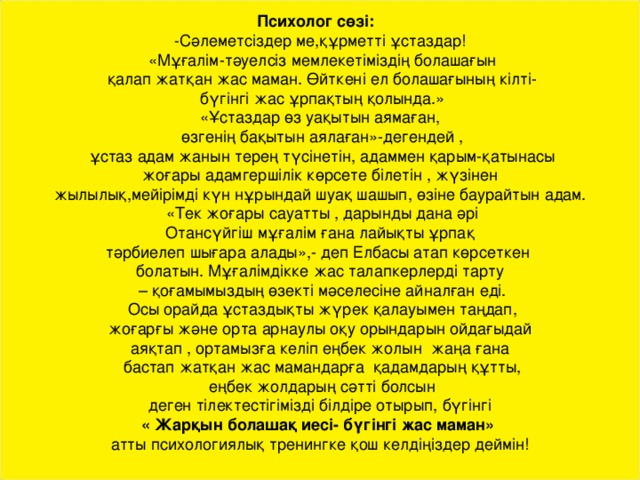 Психолог сөзі:
-Сәлеметсіздер ме,құрметті ұстаздар!
«Мұғалім-тәуелсіз мемлекетіміздің болашағын
қалап жатқан жас маман. Өйткені ел болашағының кілті-
бүгінгі жас ұрпақтың қолында.»
«Ұстаздар өз уақытын аямаған,
өзгенің бақытын аялаған»-дегендей ,
ұстаз адам жанын терең түсінетін, адаммен қарым-қатынасы
жоғары адамгершілік көрсете білетін , жүзінен
жылылық,мейірімді күн нұрындай шуақ шашып, өзіне баурайтын адам.
«Тек жоғары сауатты , дарынды дана әрі
Отансүйгіш мұғалім ғана лайықты ұрпақ
тәрбиелеп шығара алады»,- деп Елбасы атап көрсеткен
болатын. Мұғалімдікке жас талапкерлерді тарту
– қоғамымыздың өзекті мәселесіне айналған еді.
Осы орайда ұстаздықты жүрек қалауымен таңдап,
жоғарғы және орта арнаулы оқу орындарын ойдағыдай
аяқтап , ортамызға келіп еңбек жолын жаңа ғана
бастап жатқан жас мамандарға қадамдарың құтты,
еңбек жолдарың сәтті болсын
деген тілектестігімізді білдіре отырып, бүгінгі
« Жарқын болашақ иесі- бүгінгі жас маман»
атты психологиялық тренингке қош келдіңіздер деймін!